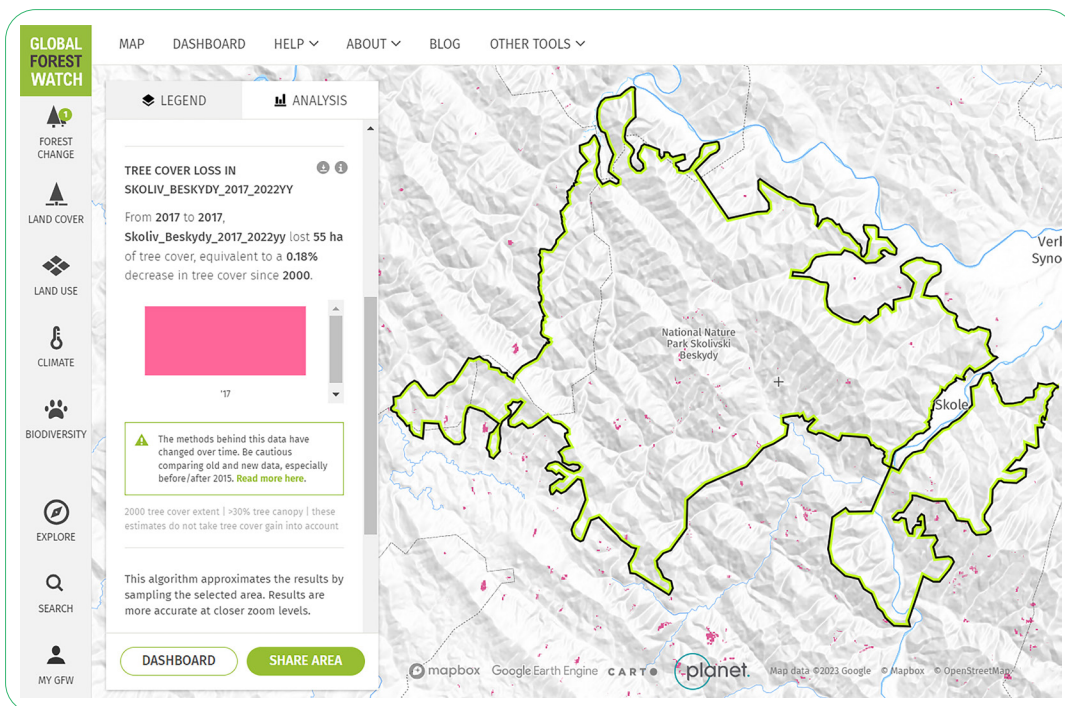 GLOBAL
FOREST
WATCH
MAP
DASHBOARD
HELP
ABOUT
BLOG
OTHER TOOLS
1
FOREST
CHANGE
LAND COVER
LAND USE
CLIMATE
BIODIVERSITY
EXPLORE
SEARCH
MY GFW
LEGEND
ANALYSIS
TREE COVER LOSS IN
SKOLIV_BESKYDY_2017_2022YY
From 2017 to 2017,
Skoliv_Beskydy_2017_2022yy lost 55 ha
of tree cover, equivalent to a 0.18%
decrease in tree cover since 2000.
'17
The methods behind this data have
changed over time. Be cautious
comparing old and new data, especially
before/after 2015. Read more here.
2000 tree cover extent | >30% tree canopy | these
estimates do not take tree cover gain into account
This algorithm approximates the results by
sampling the selected area. Results are
more accurate at closer zoom levels.
DASHBOARD
SHARE AREA
National Nature
Park Skolivski
Beskydy
Verl
Syno
Skole
mapbox
Google Earth Engine
CARTO
planet.
Map data ©2023 Google
© Mapbox
© OpenStreetMap